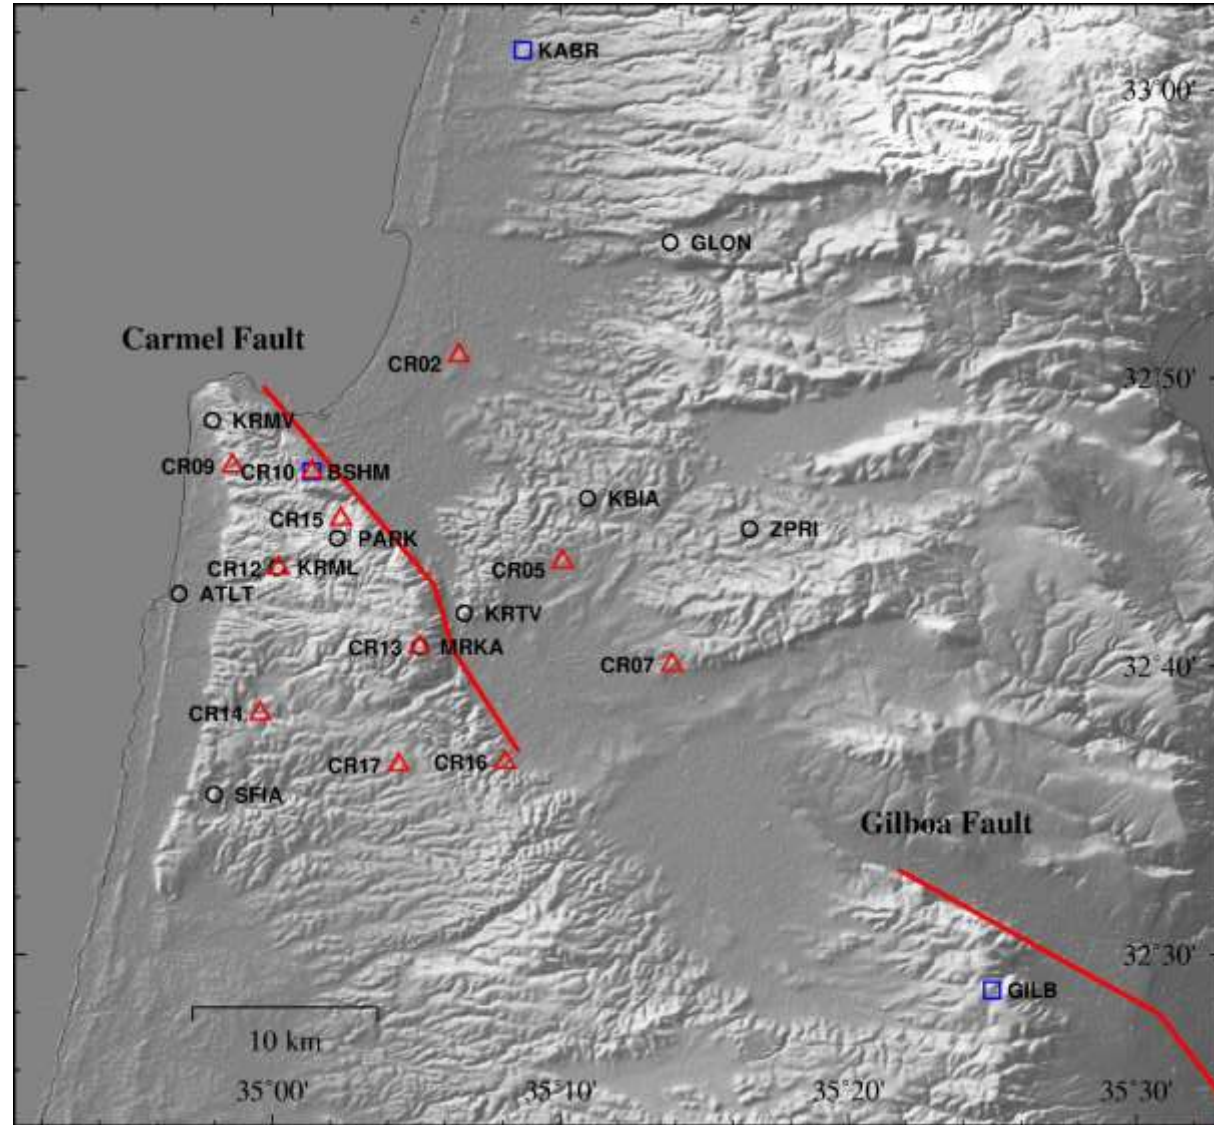 KABR
33°00'
GLON
Carmel Fault
CR02
32°50'
KRMV
CR09
CR10
BSHM
KBIA
CR15
ZPRI
PARK
CR05
CR12
KRML
ATLT
KRTV
CR13
MRKA
CR07
32°40'
CR14
CR17
CR16
SFIA
Gilboa Fault
32°30'
GILB
10 km
35°00'
35°10'
35°20'
35°30'